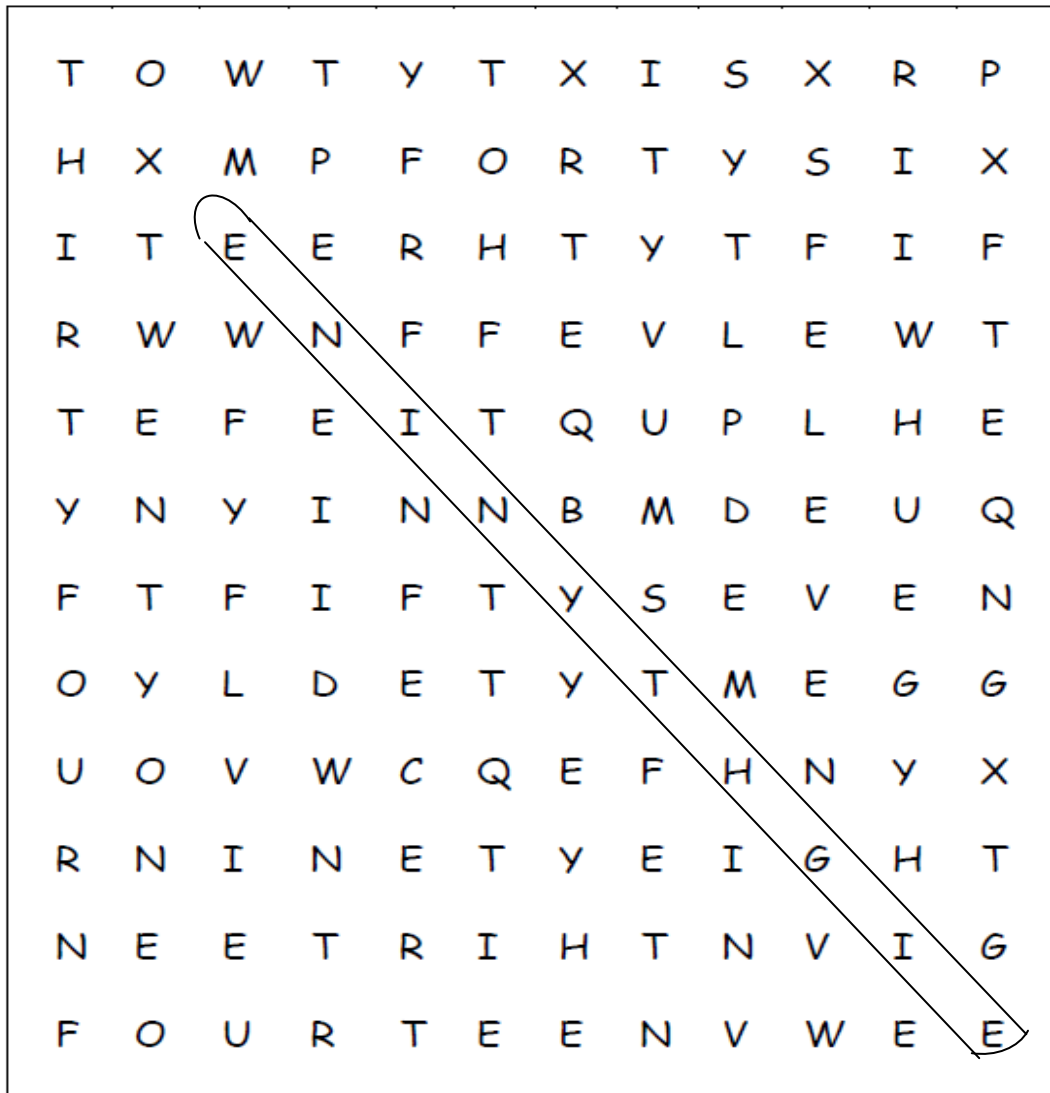 T O W T Y T X I S X R P
H X M P F O R T Y S I X
I T E E R H T Y T F I F
R W W N F F E V L E W T
T E F E I T Q U P L H E
Y N Y I N N B M D E U Q
F T F I F T Y S E V E N
O Y L D E T Y T M E G G
U O V W C Q E F H N Y X
R N I N E T Y E I G H T
N E E T R I H T N V I G
F O U R T E E N V W E E